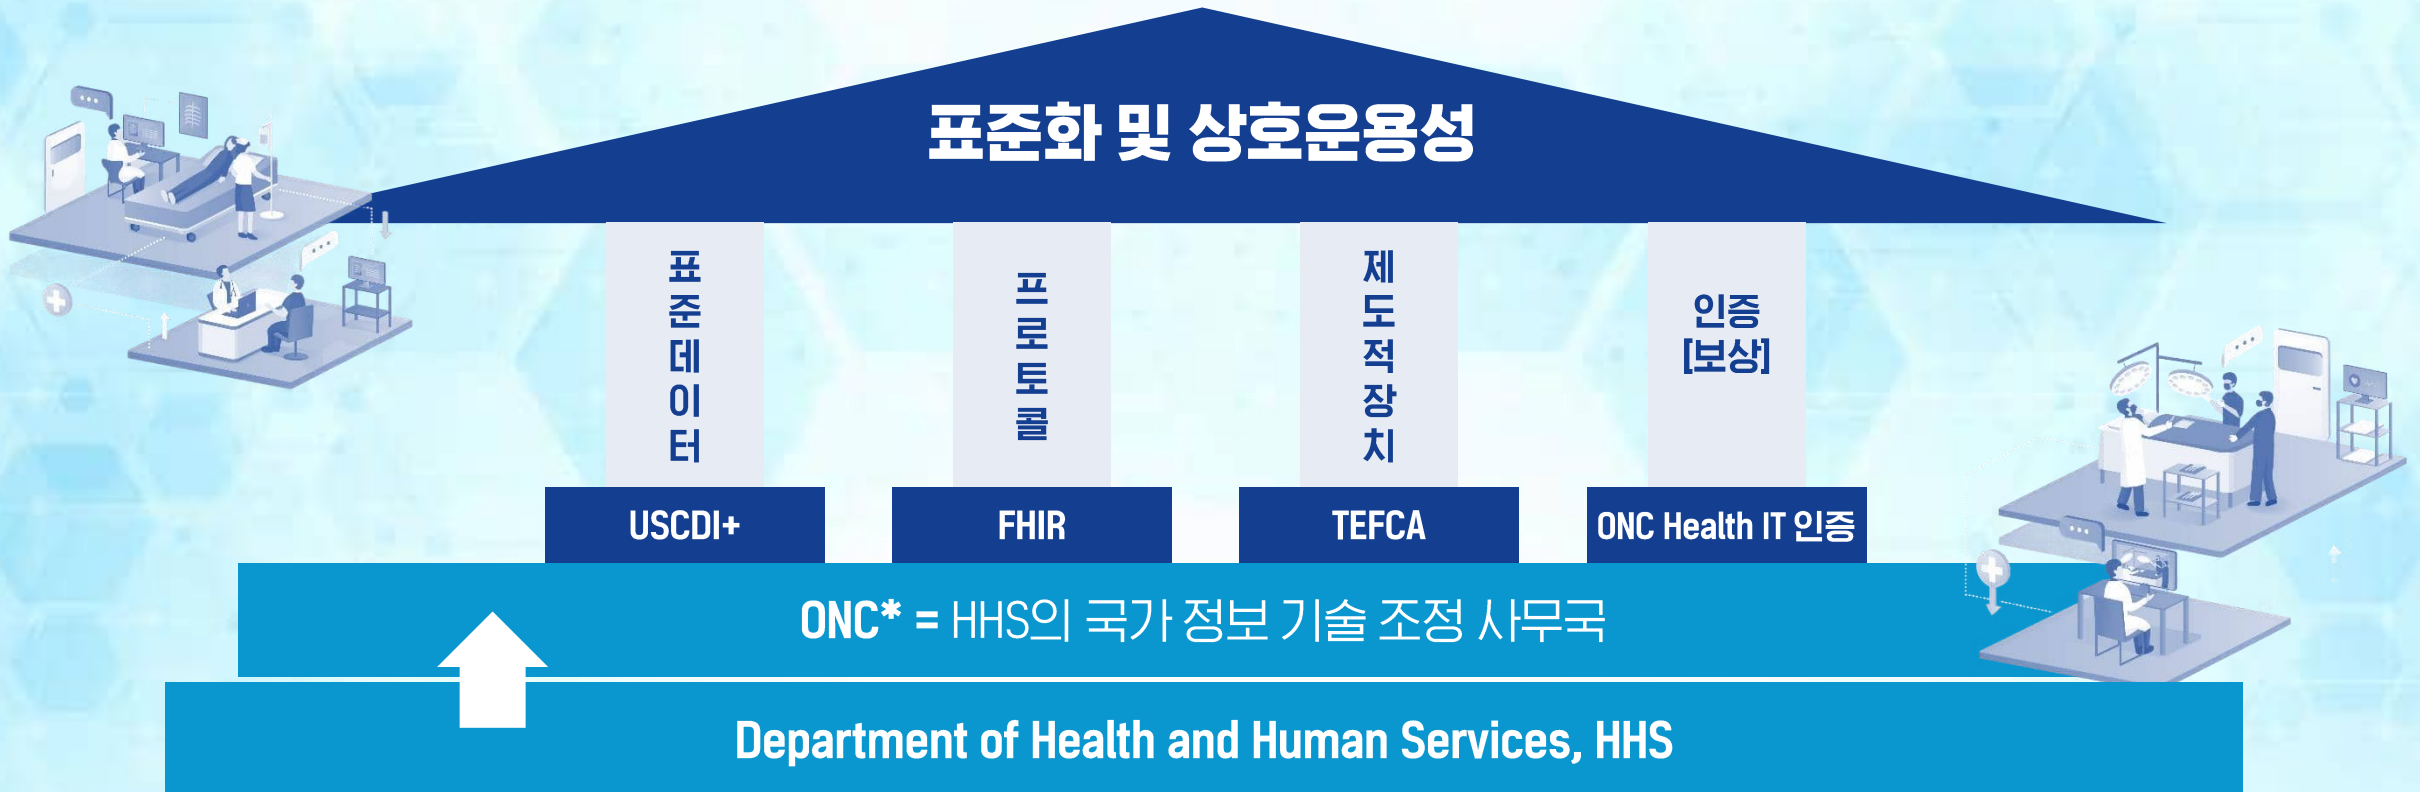 표준화 및 상호운용성
표준데이터
프로토콜
제도적장치
인증
[보상]
USCDI+
FHIR
TEFCA
ONC Health IT 인증
ONC* = HHS의 국가 정보 기술 조정 사무국
Department of Health and Human Services, HHS